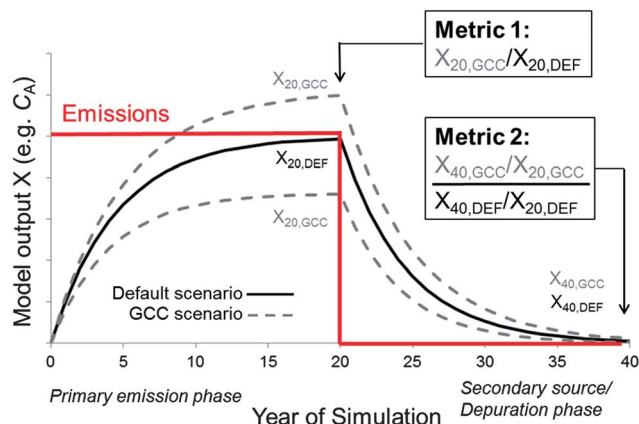 Metric 1:
X20,GCC/X20,DEF
X20,GCC
Emissions
Metric 2:
X40,GCC/X20,GCC
X40,DEF/X20,DEF
X20,DEF
X20,GCC
Model output X (e.g. CA)
X40,GCC
X40,DEF
Default scenario
GCC scenario
0 5 10 15 20 25 30 35 40
Primary emission phase
Secondary source/
Depuration phase
Year of Simulation